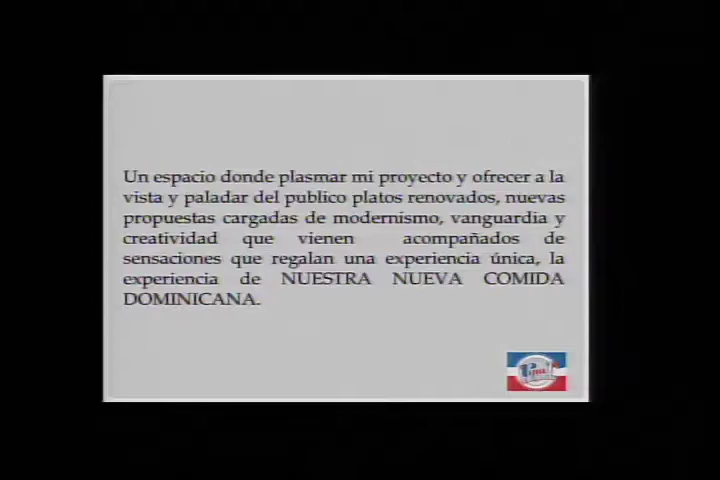 Un espacio donde plasmar mi proyecto y ofrecer a la
vista y paladar del publico platos renovados, nuevas
propuestas cargadas de modernismo, vanguardia y
creatividad que vienen acompañados de
sensaciones que regalan una experiencia única, la
experiencia de NUESTRA NUEVA COMIDA
DOMINICANA.